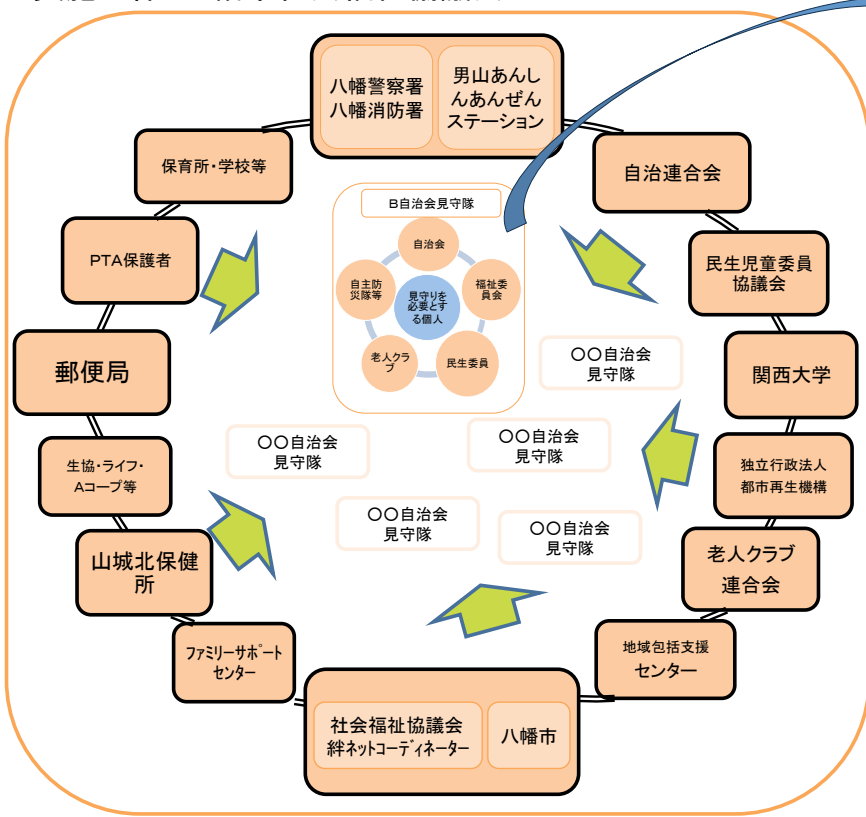 八幡警察署
八幡消防署
男山あんし
んあんぜん
ステーション
保育所・学校等
自治連合会
B自治会見守隊
自治会
PTA保護者
民生児童委員
協議会
自主防
災隊等
見守りを
必要とす
る個人
福祉委
員会
老人クラ
ブ
民生委員
郵便局
〇〇自治会
見守隊
関西大学
〇〇自治会
見守隊
〇〇自治会
見守隊
生協・ライフ・
Aコープ等
独立行政法人
都市再生機構
〇〇自治会
見守隊
〇〇自治会
見守隊
山城北保健
所
老人クラブ
連合会
ファミリーサポート
センター
地域包括支援
センター
社会福祉協議会
絆ネットコーディネーター
八幡市